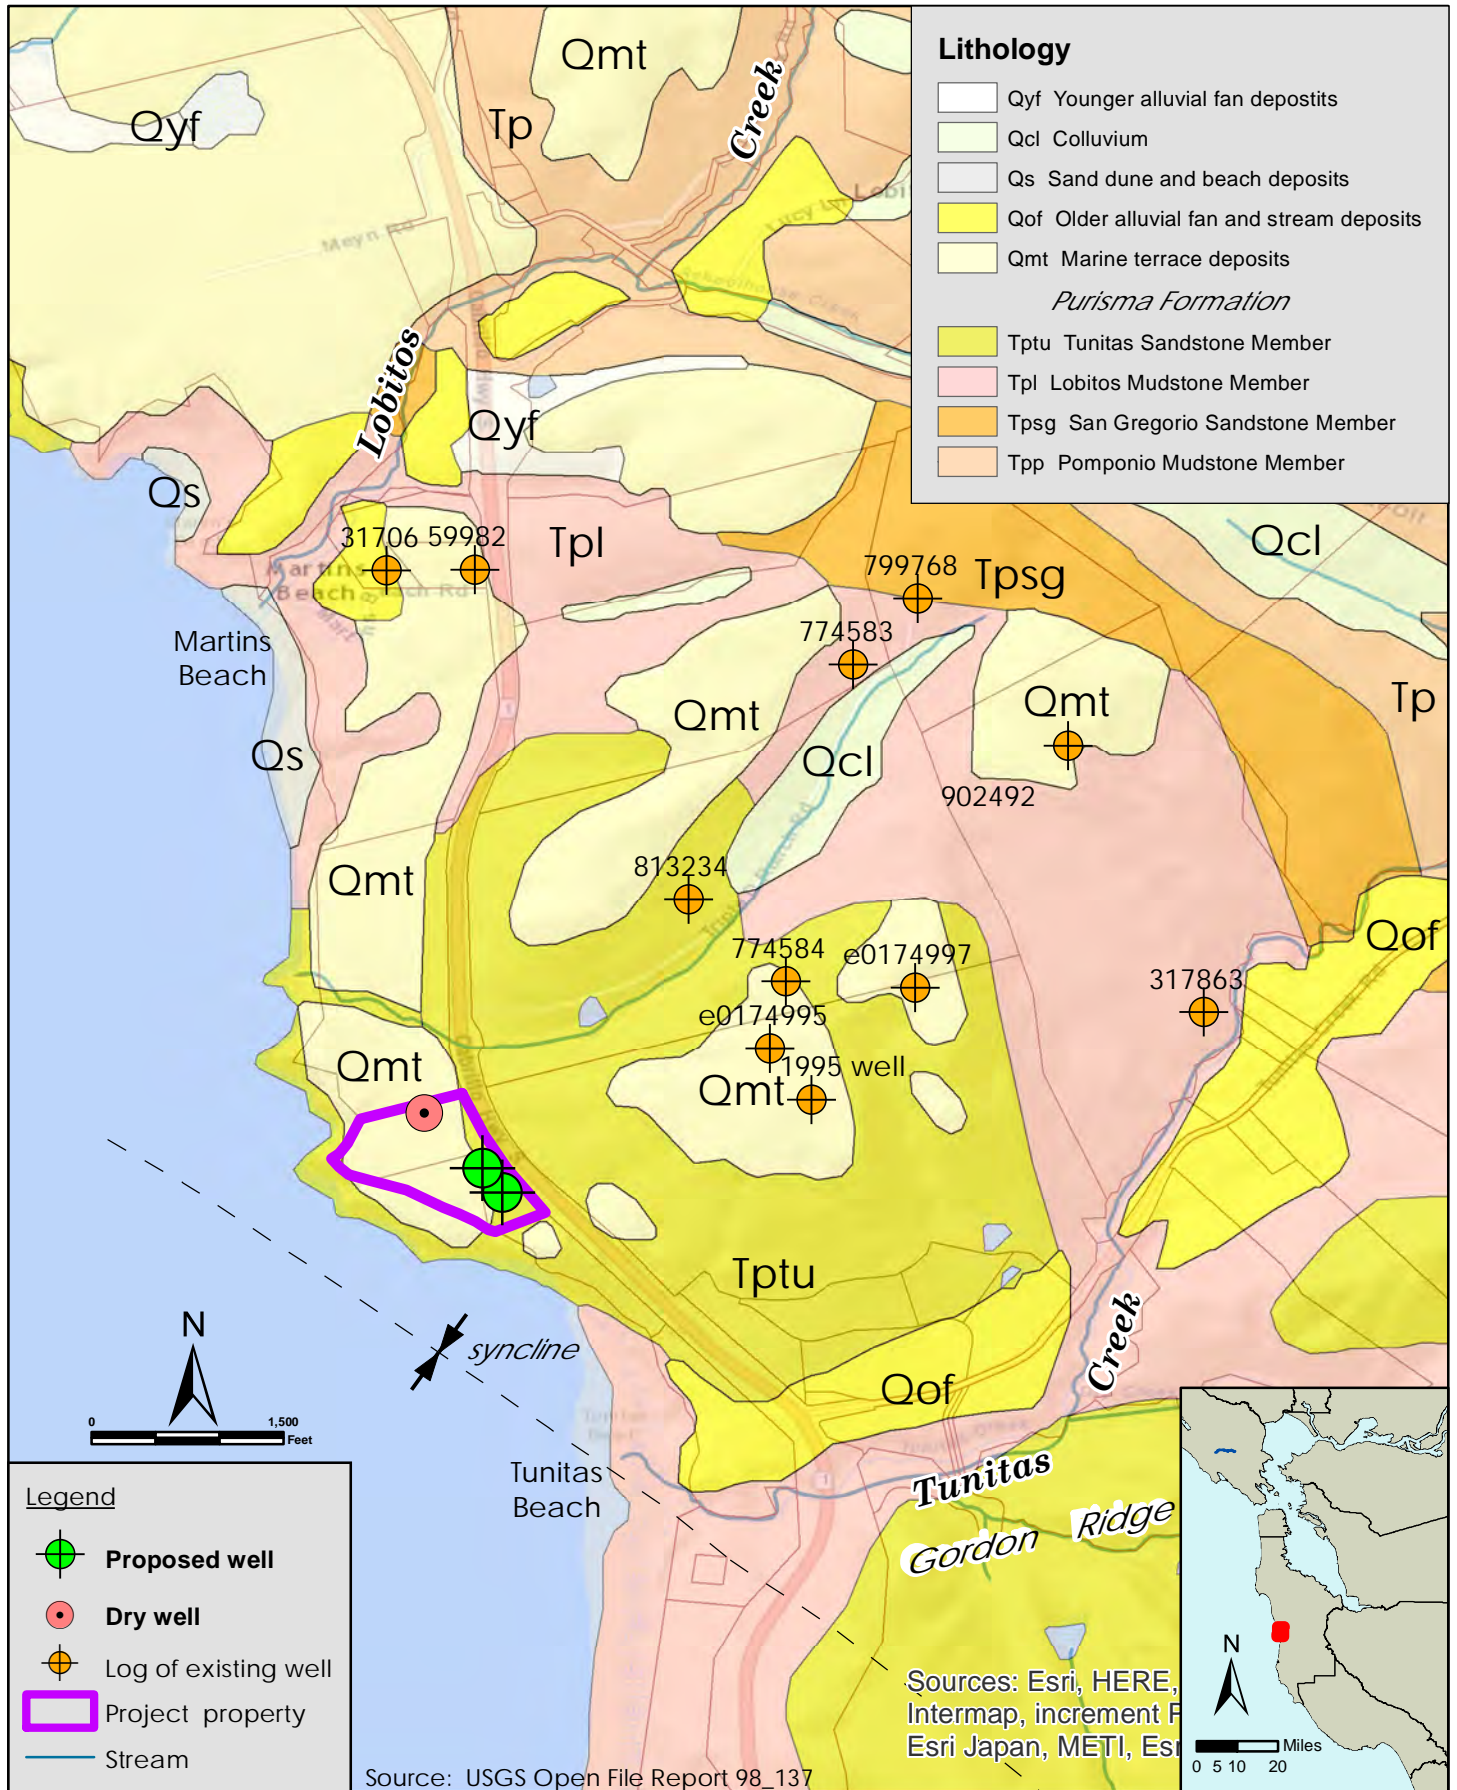 Qmt
Creek
Qyf
Tp
Lithology
Qyf Younger alluvial fan depostits
Qcl Colluvium
Qs Sand dune and beach deposits
Qof Older alluvial fan and stream deposits
Qmt Marine terrace deposits
Purisma Formation
Tptu Tunitas Sandstone Member
Tpl Lobitos Mudstone Member
Tpsg San Gregorio Sandstone Member
Tpp Pomponio Mudstone Member
Meyn Rd
Lobitos
Qyf
Qs
31706
59982
Tpl
799768
Tpsg
Qcl
Martins
Beach
774583
Martins
Beach
Qmt
Qmt
Tp
Qs
Qcl
902492
Qmt
813234
Qof
774584
e0174997
317863
e0174995
Qmt
1995 well
Qmt
Tptu
Creek
N
syncline
0
1,500
Feet
Qof
Tunitas
Beach
Tunitas
Gordon Ridge
Legend
Proposed well
Dry well
Log of existing well
Project property
Stream
Sources: Esri, HERE,
Intermap, increment P
Esri Japan, METI, Esr
Source: USGS Open File Report 98_137
N
Miles
0 5 10 20